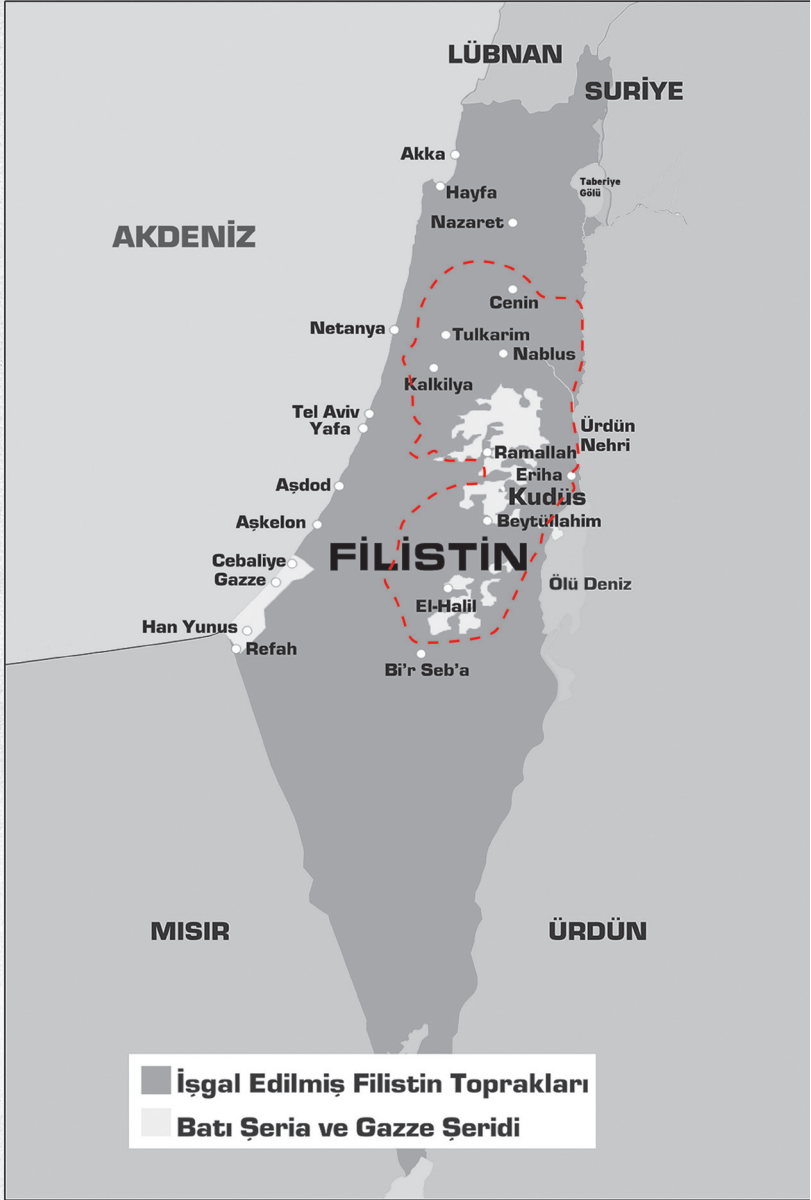 LÜBNAN
SURİYE
Akka
Taberiye
Gölü
Hayfa
Nazaret
AKDENİZ
Cenin
Netanya
Tulkarim
Nablus
Kalkilya
Tel Aviv
Yafa
Ürdün
Nehri
Ramallah
Eriha
Aşdod
Kudüs
Aşkelon
Beytüllahim
FİLİSTİN
Cebaliye
Gazze
Ölü Deniz
El-Halil
Han Yunus
Refah
Bi’r Seb’a
MISIR
ÜRDÜN
İşgal Edilmiş Filistin Toprakları
Batı Şeria ve Gazze Şeridi